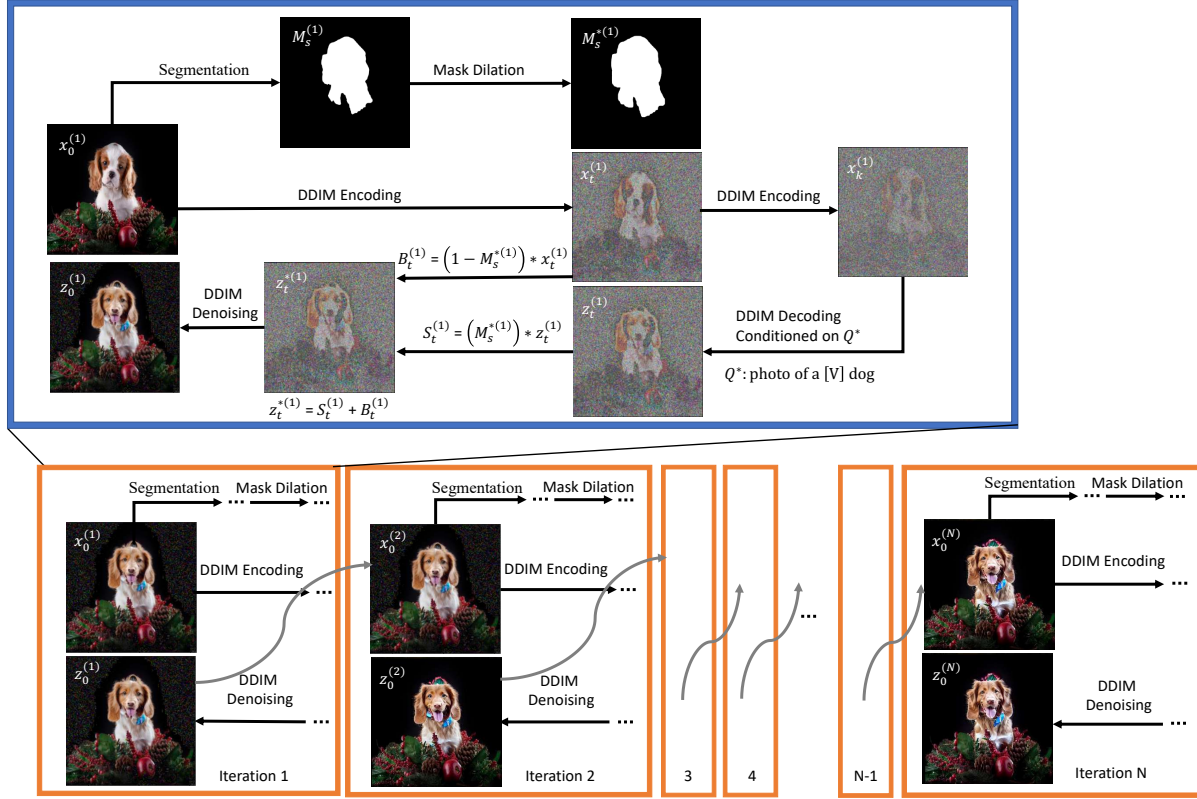 $M_s^{(1)}$
$M_s^{*(1)}$
Segmentation
Mask Dilation
$x_0^{(1)}$
$x_t^{(1)}$
$x_k^{(1)}$
DDIM Encoding
DDIM Encoding
$B_t^{(1)} = \left(1 - M_s^{*(1)}\right) * x_t^{(1)}$
$z_0^{(1)}$
$z_t^{*(1)}$
$z_t^{(1)}$
DDIM
Denoising
$S_t^{(1)} = \left(M_s^{*(1)}\right) * z_t^{(1)}$
DDIM Decoding
Conditioned on $Q^*$
$Q^*$: photo of a [V] dog
$z_t^{*(1)} = S_t^{(1)} + B_t^{(1)}$
Segmentation ... Mask Dilation ...
$x_0^{(1)}$
DDIM Encoding
...
$z_0^{(1)}$
DDIM
Denoising
...
Iteration 1
Segmentation ... Mask Dilation ...
$x_0^{(2)}$
DDIM Encoding
...
$z_0^{(2)}$
DDIM
Denoising
...
Iteration 2
3
4
...
N-1
Segmentation ... Mask Dilation ...
$x_0^{(N)}$
DDIM Encoding
...
$z_0^{(N)}$
DDIM
Denoising
...
Iteration N